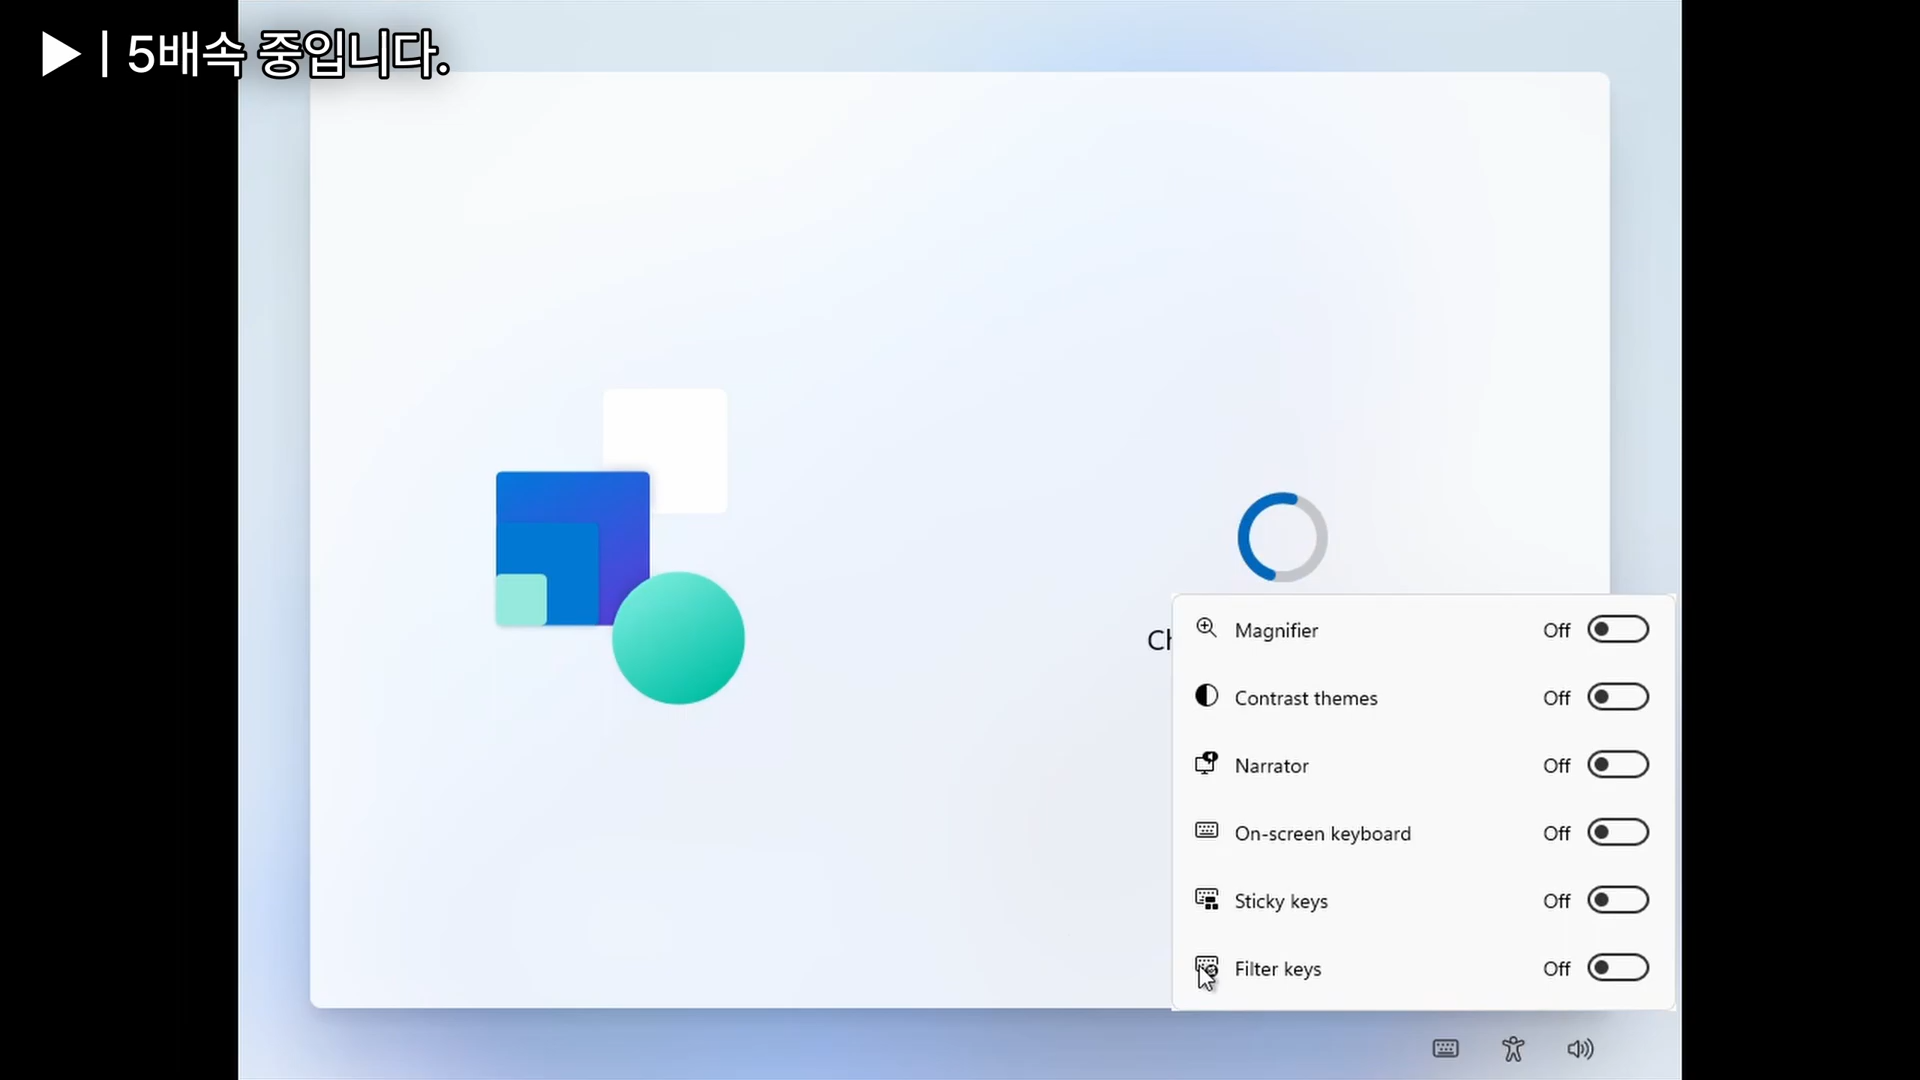 5배속 중입니다.
Ch
Magnifier Off
Contrast themes Off
Narrator Off
On-screen keyboard Off
Sticky keys Off
Filter keys Off